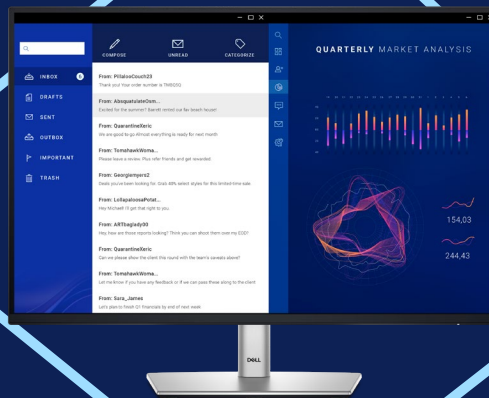 COMPOSE
UNREAD
CATEGORIZE
INBOX
DRAFTS
SENT
OUTBOX
IMPORTANT
TRASH
From: PillalooCouch23
Thank you! Your order number is
From: AbsquatulateOsm...
Excited for the summer? Barrett rented our fav beach house!
From: QuarantineXeric
We are good to go Almost everything is ready for next month
From: TomahawkWoma...
Please leave a review. Plus refer friends and get rewarded
From: Georgiemyers2
Deals you've been looking for. Grab 40% select styles for this limited-time sale.
From: LollapaloosaPotat...
Hey Michael! I'll get that right to you
From: ARTbaglady00
Hey, how are those reports looking? Think you can shoot them over my EOD?
From: QuarantineXeric
Can we please show the client this round with the team's caveats above?
From: TomahawkWoma...
Let me know if you have any feedback or if we can pass these along to the client
From: Sara_James
Let's plan to finish Q1 financials by end of next week
QUARTERLY MARKET ANALYSIS
154,03
244,43
DELL